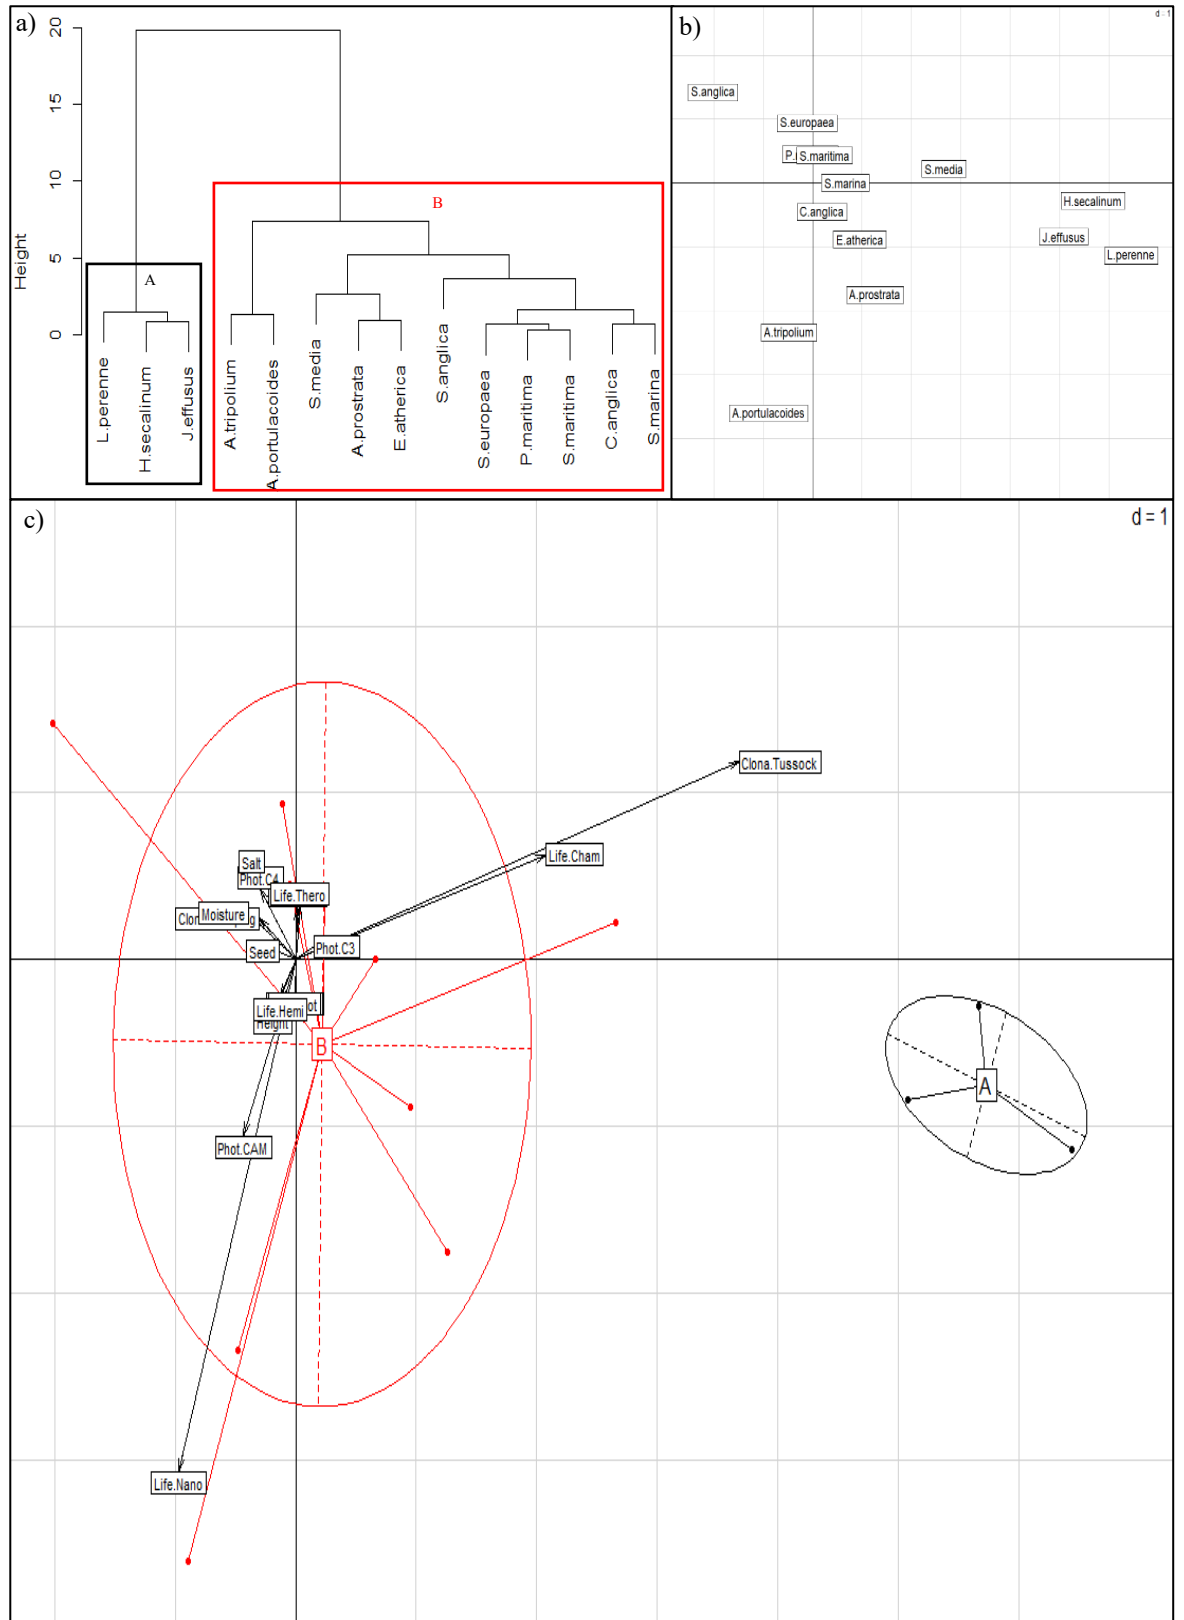 a)
Height
20
15
10
5
0
A
B
L.perenne
H.secalinum
J.effusus
A.tripolium
A.portulacoides
S.media
A.prostrata
E.atherica
S.anglica
S.europaea
P.maritima
S.maritima
C.anglica
S.marina
b)
d = 1
S.anglica
S.europaea
P.
S.maritima
S.media
S.marina
H.secalinum
C.anglica
E.atherica
J.effusus
L.perenne
A.prostrata
A.tripolium
A.portulacoides
c)
d = 1
Clona.Tussock
Life.Cham
Salt
Phot.C4
Life.Thero
Moisture
Phot.C3
Seed
Life.Hemi
Height
B
A
Phot.CAM
Life.Nano